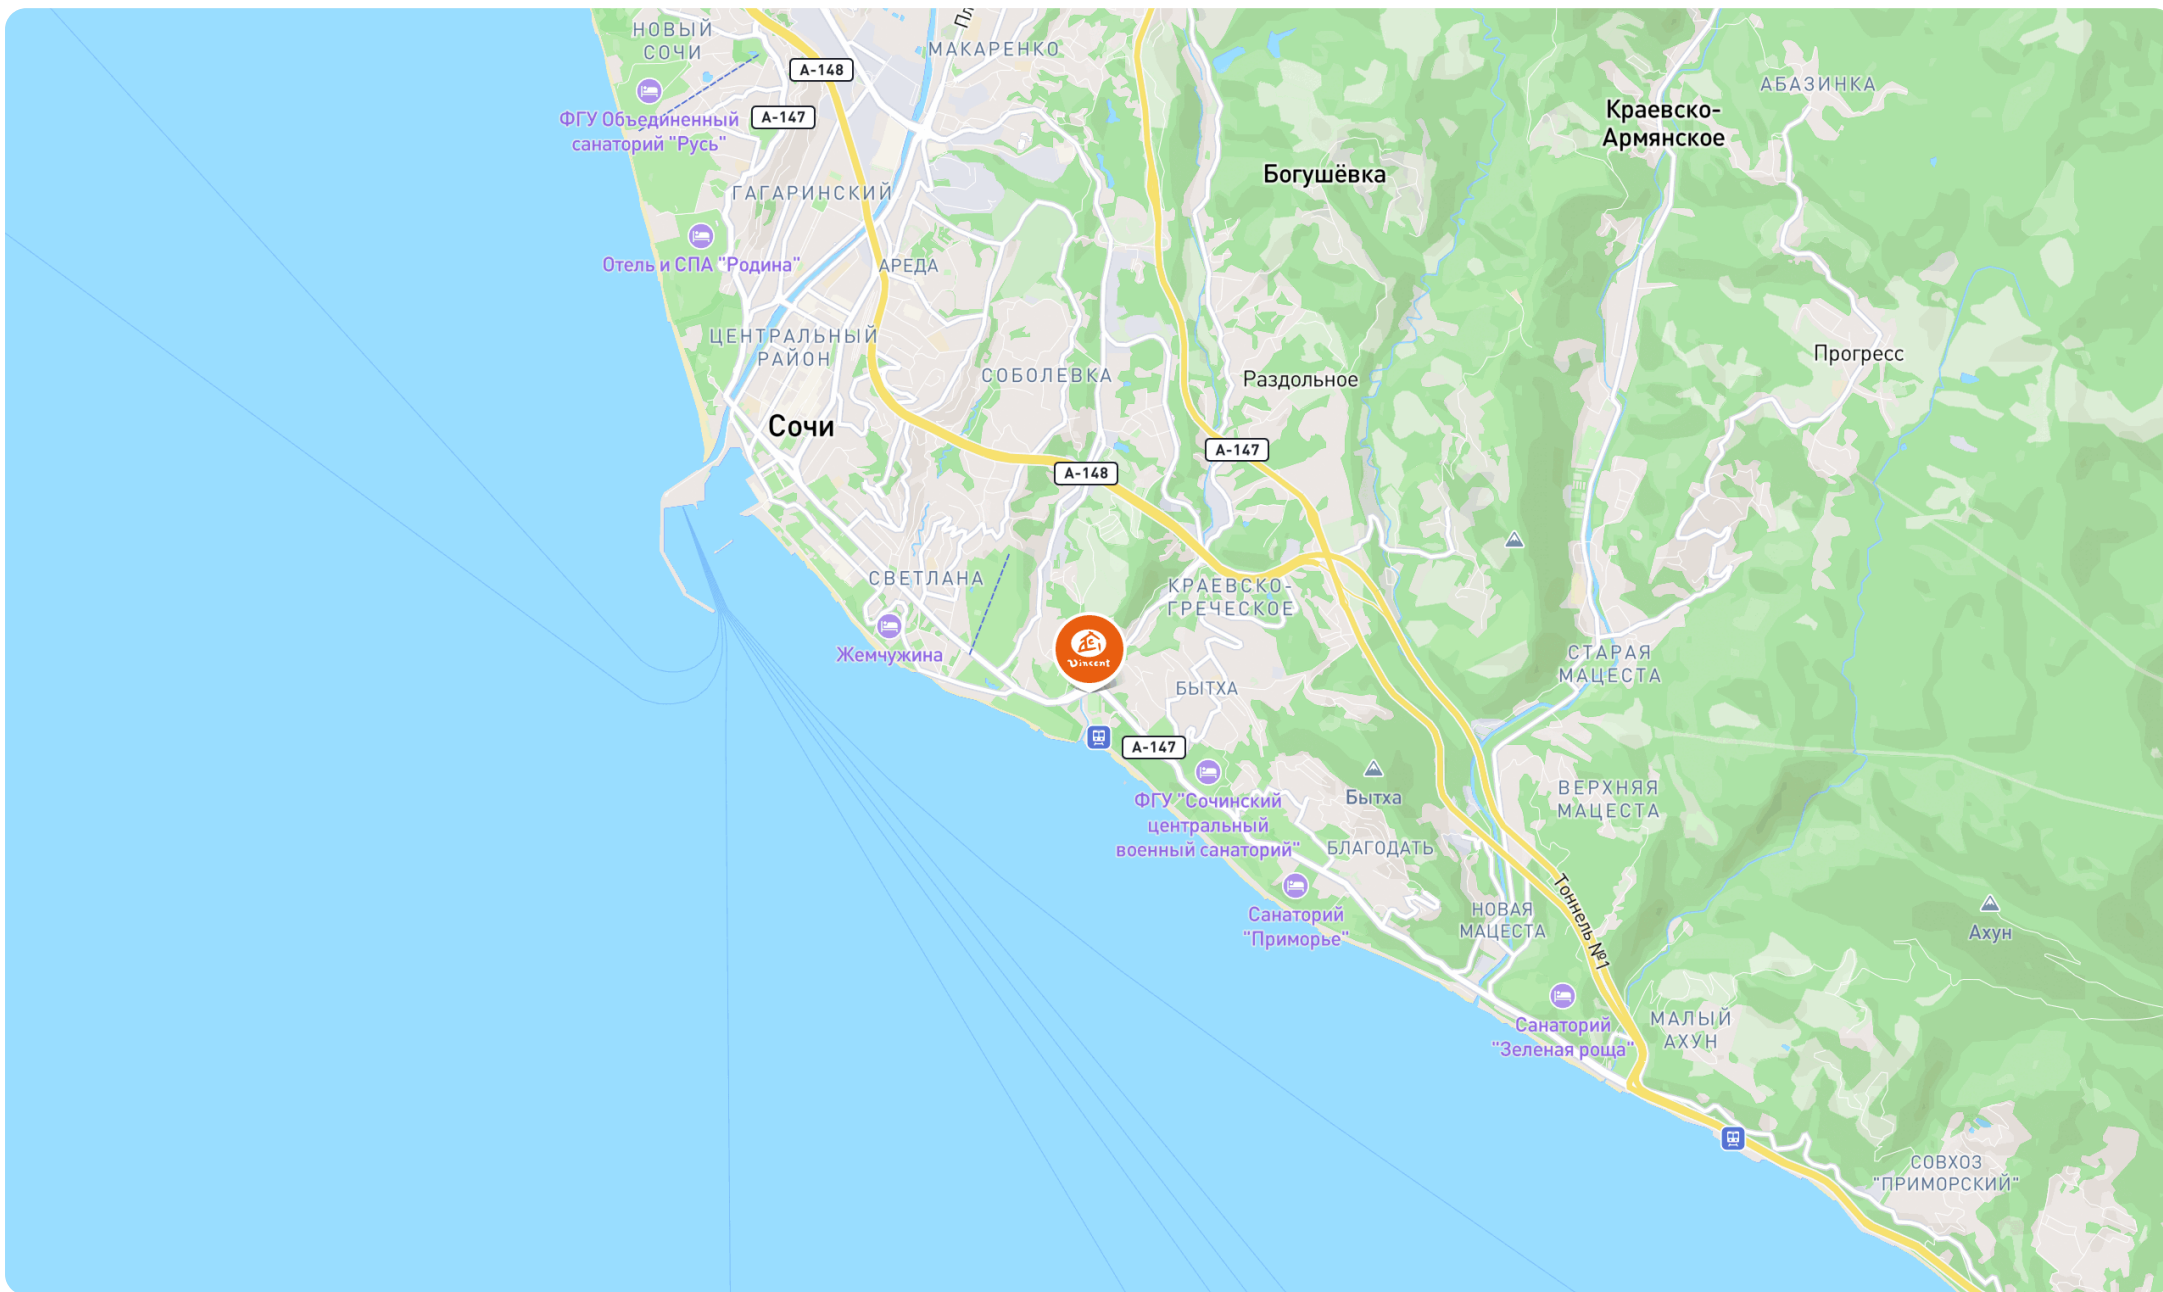 НОВЫЙ
СОЧИ
МАКАРЕНКО
А-148
А-147
ФГУ Объединенный
санаторий "Русь"
АБАЗИНКА
Краевско-
Армянское
Богушёвка
ГАГАРИНСКИЙ
Отель и СПА "Родина"
АРЕДА
ЦЕНТРАЛЬНЫЙ
РАЙОН
СОБОЛЕВКА
Раздольное
Прогресс
Сочи
А-147
А-148
СВЕТЛАНА
КРАЕВСКО-
ГРЕЧЕСКОЕ
Жемчужина
Vincent
СТАРАЯ
МАЦЕСТА
БЫТХА
А-147
ФГУ "Сочинский
центральный
военный санаторий"
Бытха
ВЕРХНЯЯ
МАЦЕСТА
БЛАГОДАТЬ
Санаторий
"Приморье"
НОВАЯ
МАЦЕСТА
Тоннель №1
Ахун
Санаторий
"Зеленая роща"
МАЛЫЙ
АХУН
СОВХОЗ
"ПРИМОРСКИЙ"